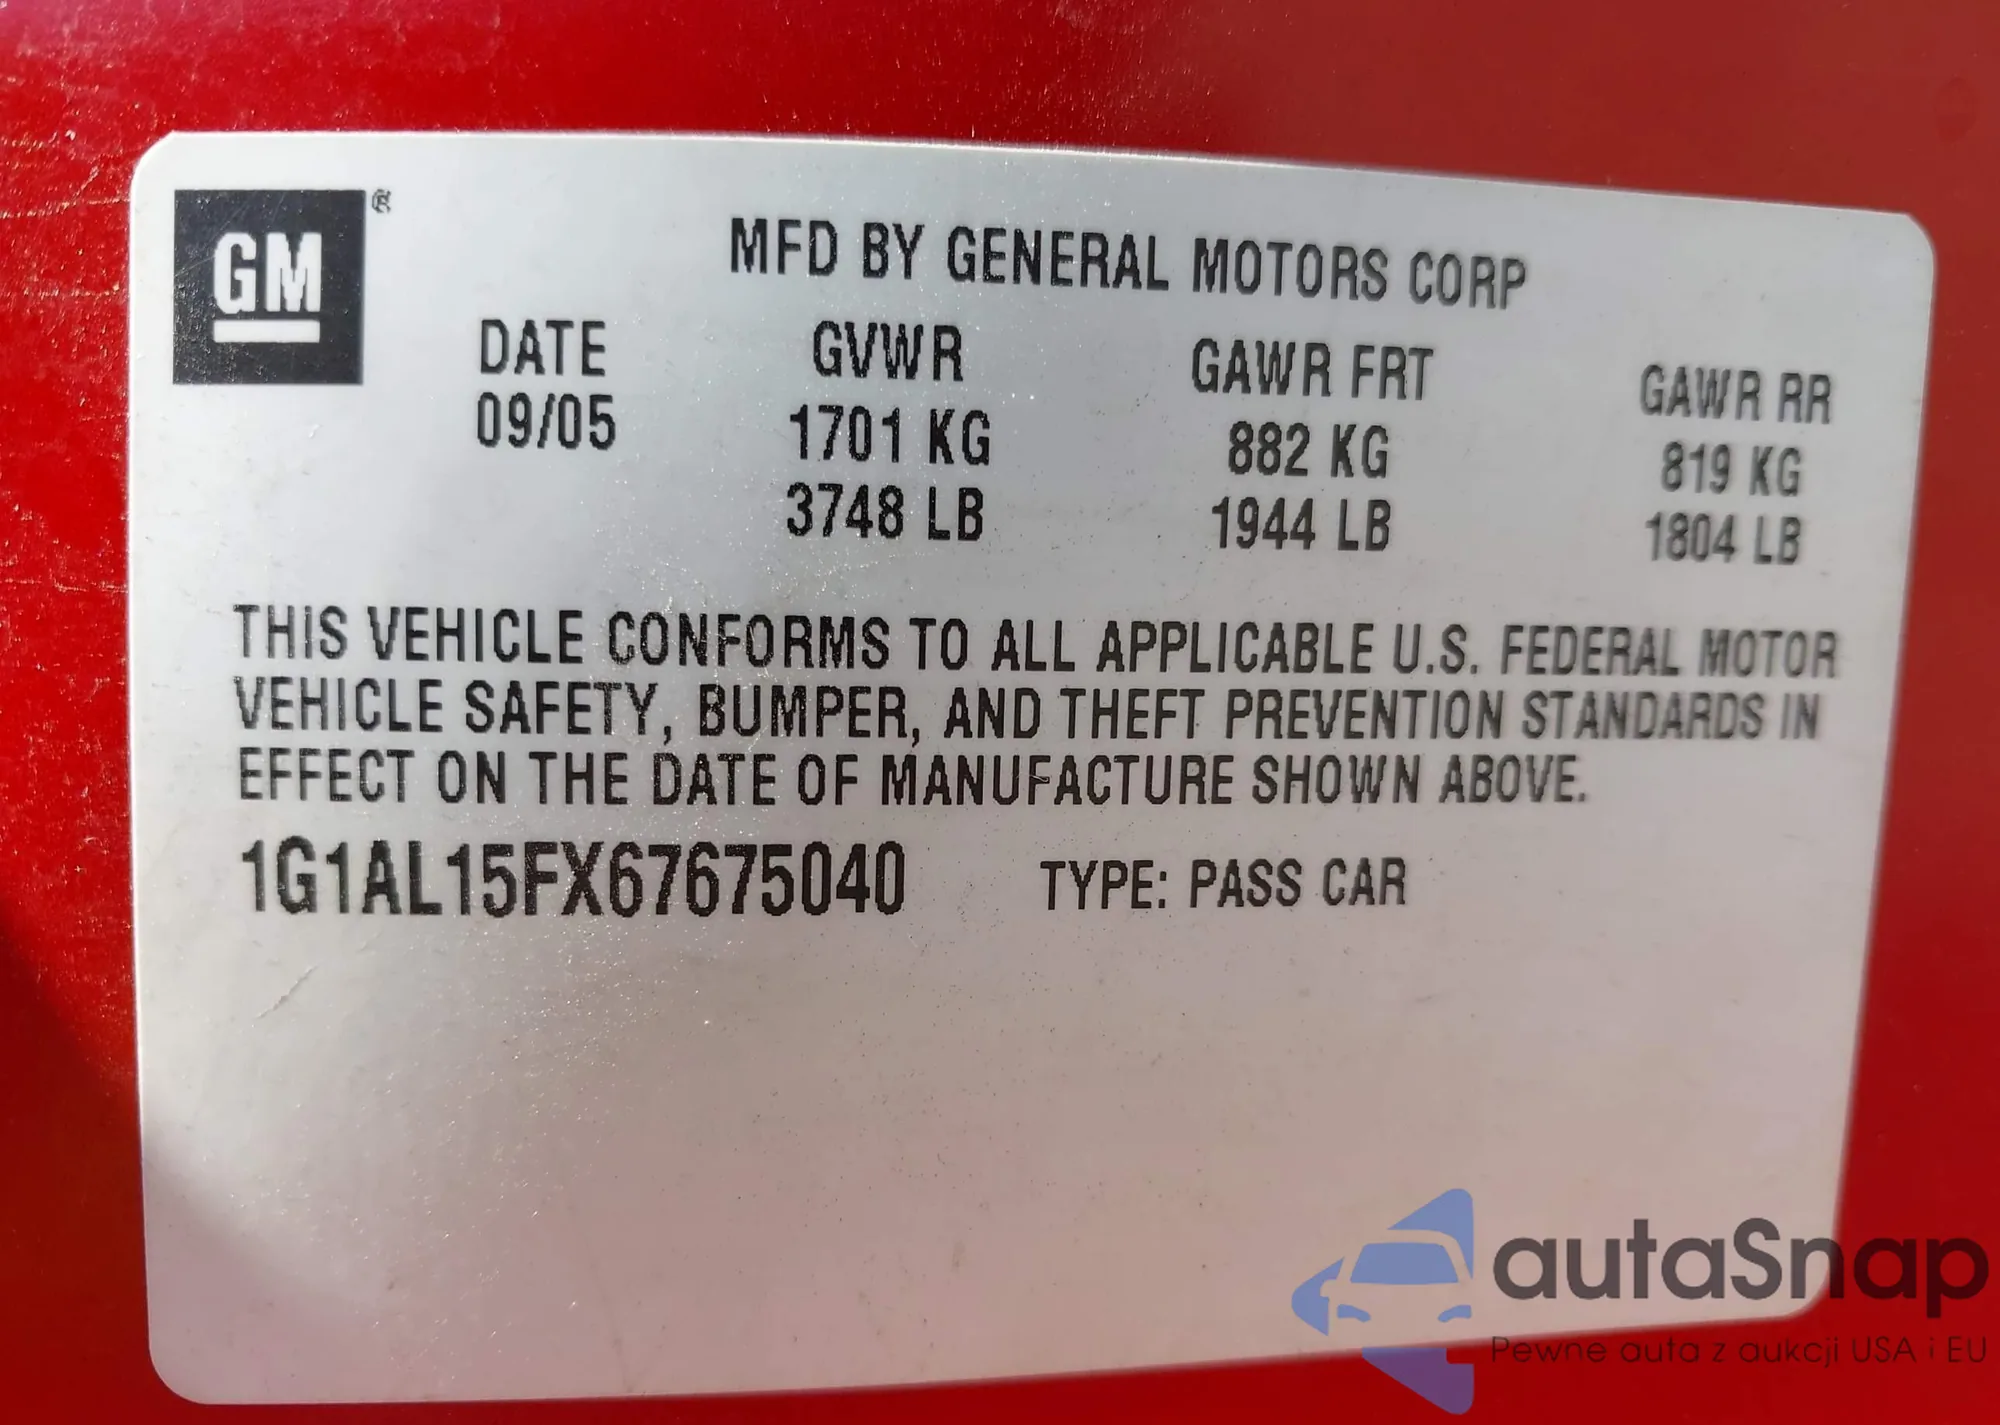 GM ®
MFD BY GENERAL MOTORS CORP
DATE GVWR GAWR FRT GAWR RR
09/05 1701 KG 882 KG 819 KG
3748 LB 1944 LB 1804 LB
THIS VEHICLE CONFORMS TO ALL APPLICABLE U.S. FEDERAL MOTOR
VEHICLE SAFETY, BUMPER, AND THEFT PREVENTION STANDARDS IN
EFFECT ON THE DATE OF MANUFACTURE SHOWN ABOVE.
1G1AL15FX67675040 TYPE: PASS CAR
autaSnap
Pewne auta z aukcji USA i EU